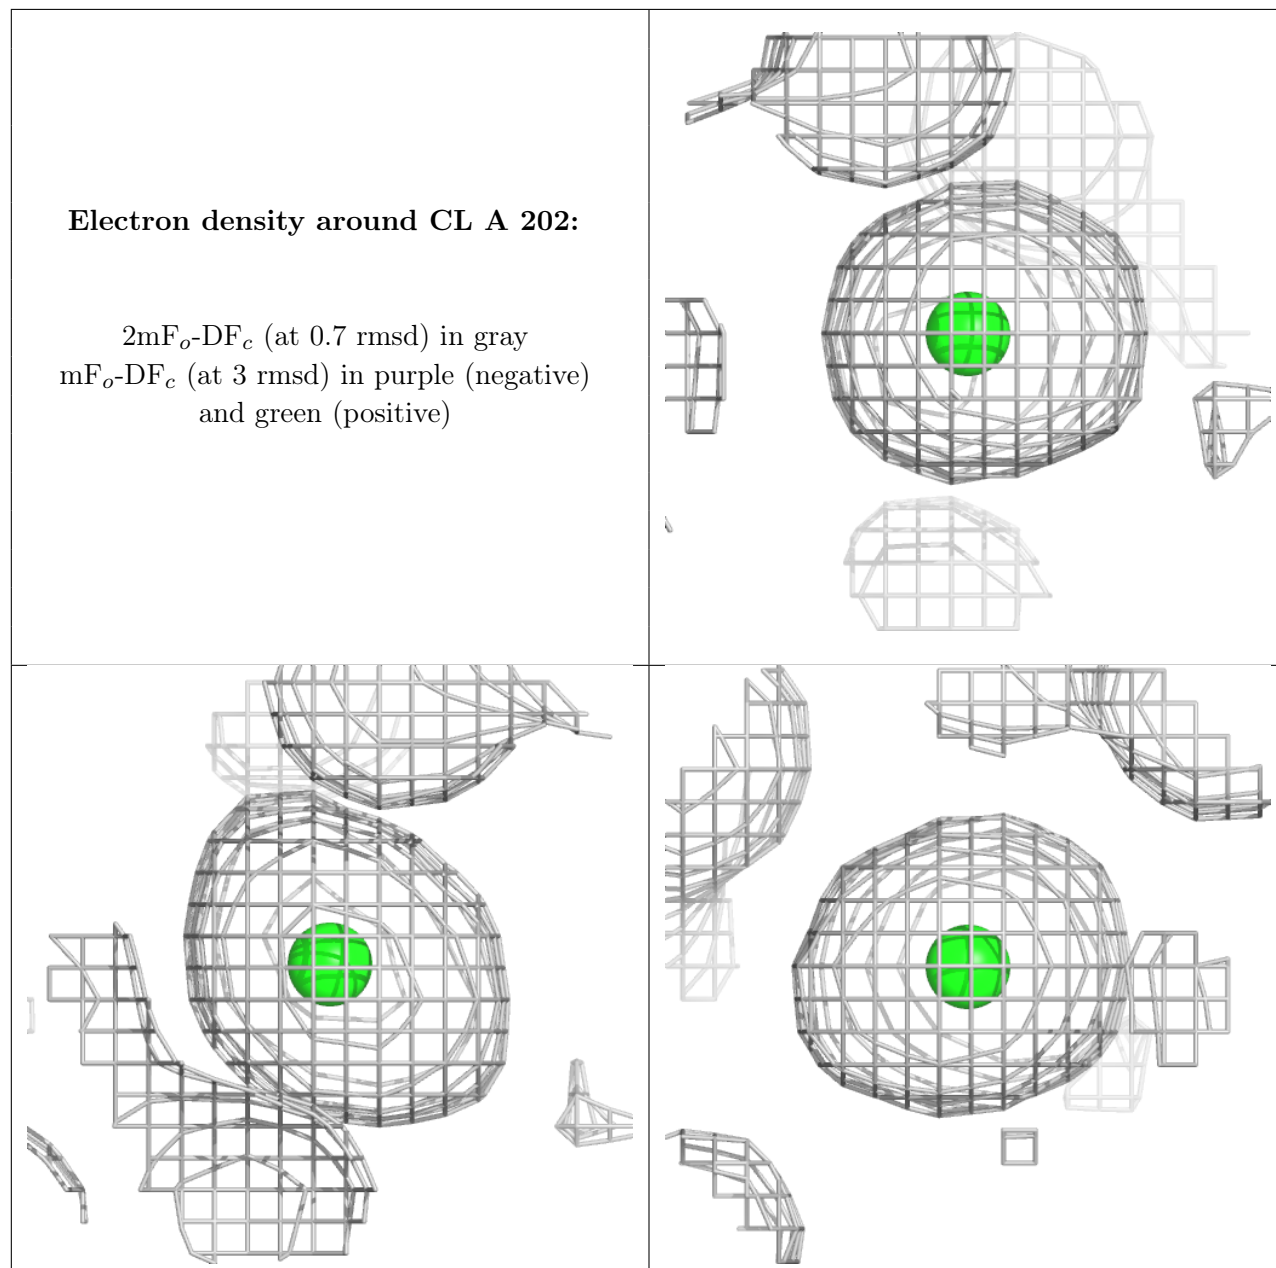 Electron density around CL A 202:
2mFo-DFc (at 0.7 rmsd) in gray
mFo-DFc (at 3 rmsd) in purple (negative)
and green (positive)